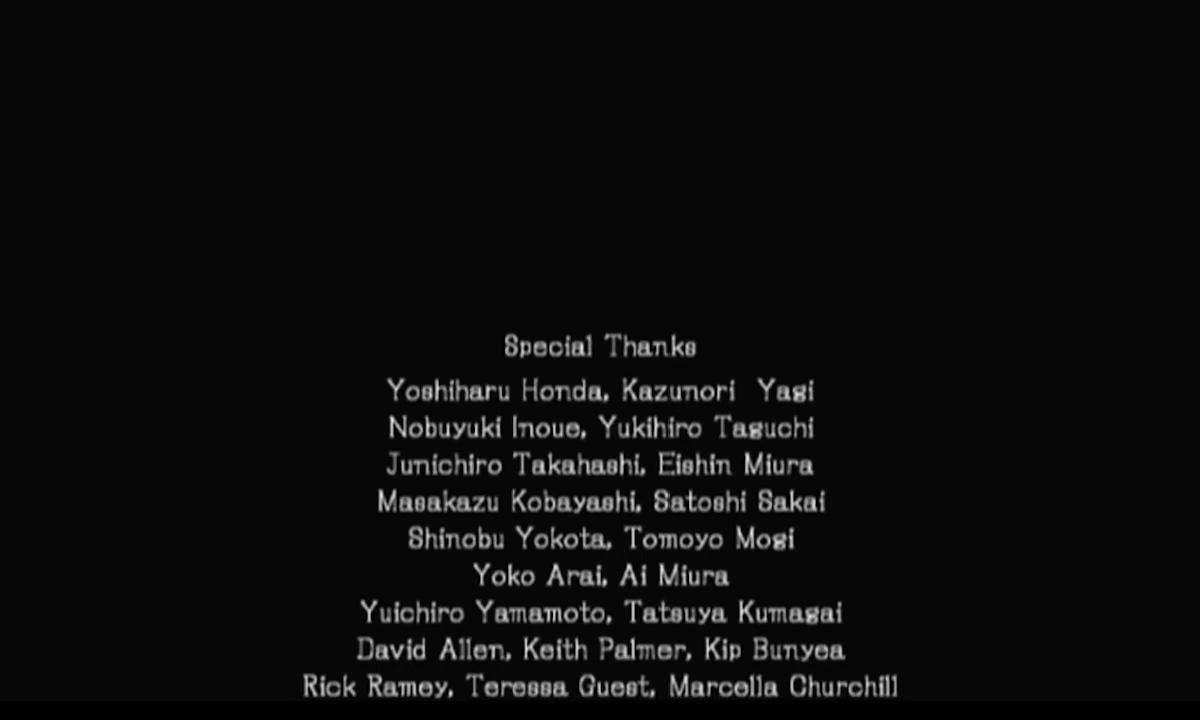 Special Thanks
Yoshiharu Honda, Kazunori Yagi
Nobuyuki Inoue, Yukihiro Taguchi
Junichiro Takahashi, Eishin Miura
Masakazu Kobayashi, Satoshi Sakai
Shinobu Yokota, Tomoyo Mogi
Yoko Arai, Ai Miura
Yuichiro Yamamoto, Tatsuya Kumagai
David Allen, Keith Palmer, Kip Bunyea
Rick Ramey, Teressa Guest, Marcella Churchill